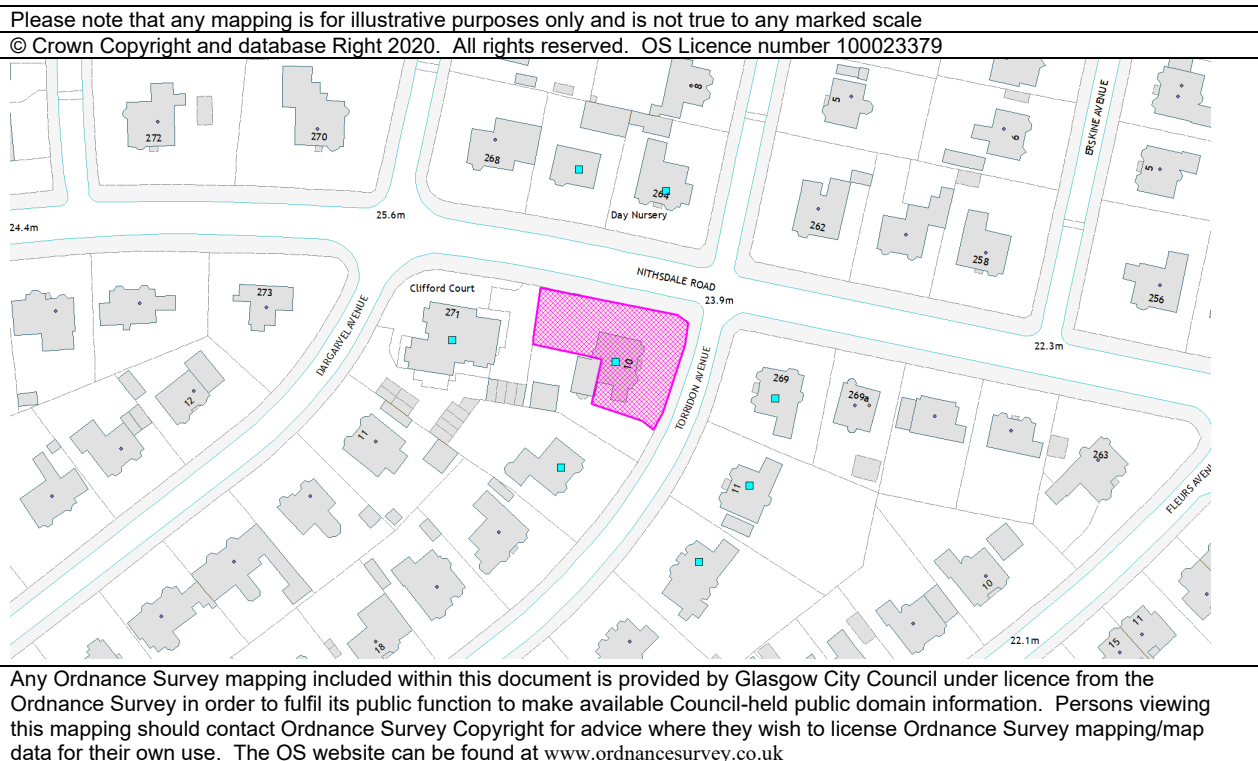 Please note that any mapping is for illustrative purposes only and is not true to any marked scale
© Crown Copyright and database Right 2020. All rights reserved. OS Licence number 100023379
272
270
268
8
264
Day Nursery
5
6
ERSKINE AVENUE
5
262
258
256
24.4m
25.6m
NITHSDALE ROAD
23.9m
22.3m
Clifford Court
271
273
DARGARVEL AVENUE
10
TORRIDON AVENUE
269
269a
263
12
11
11
FLEURS AVEN
10
18
22.1m
15
11
Any Ordnance Survey mapping included within this document is provided by Glasgow City Council under licence from the
Ordnance Survey in order to fulfil its public function to make available Council-held public domain information. Persons viewing
this mapping should contact Ordnance Survey Copyright for advice where they wish to license Ordnance Survey mapping/map
data for their own use. The OS website can be found at www.ordnancesurvey.co.uk